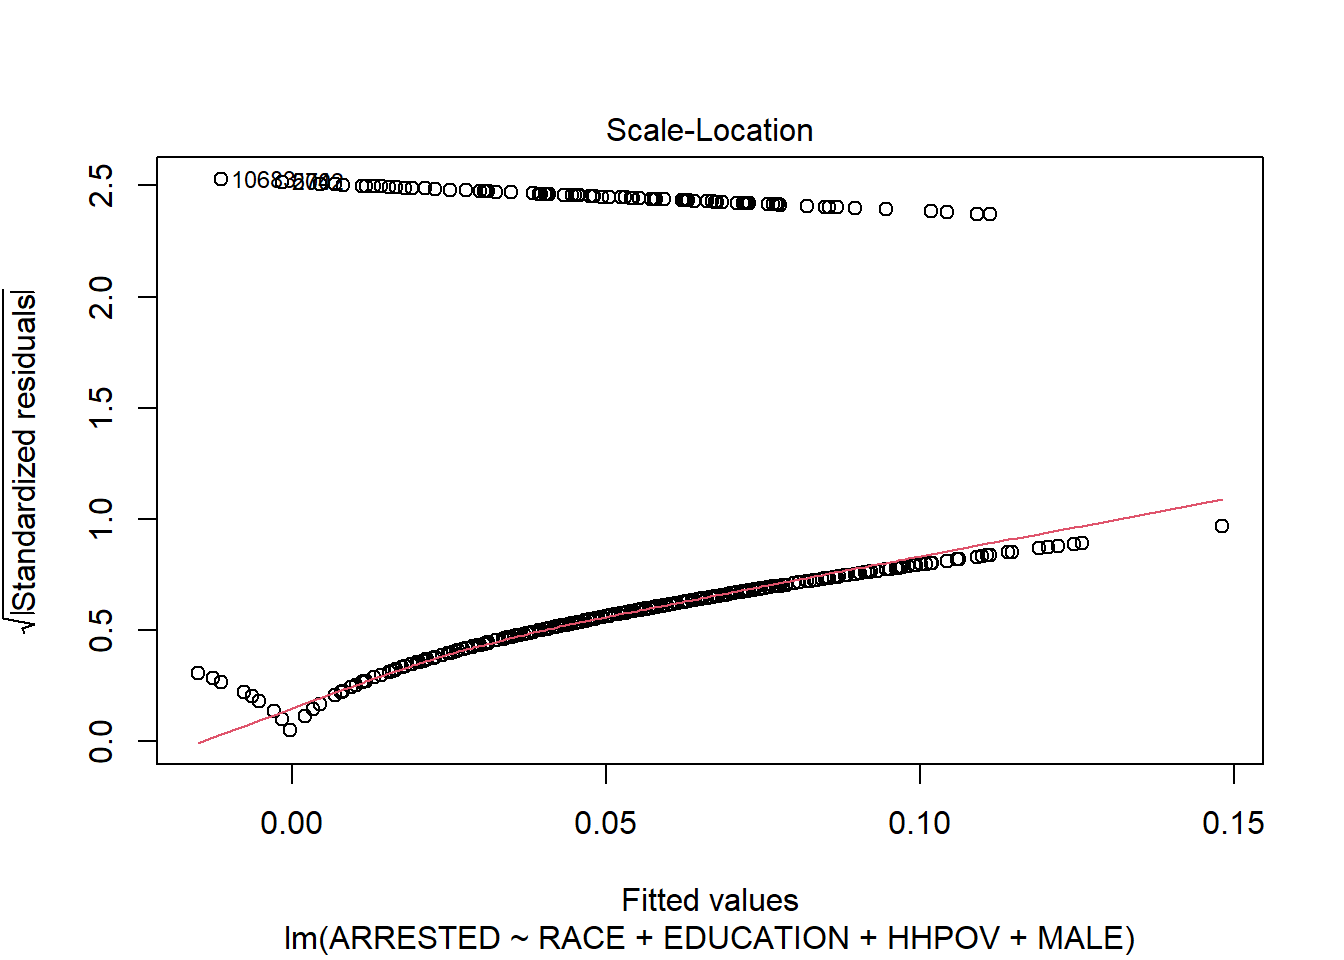 Scale-Location
2.5
2.0
1.5
1.0
0.5
0.0
√|Standardized residuals|
0.00 0.05 0.10 0.15
Fitted values
lm(ARRESTED ~ RACE + EDUCATION + HHPOV + MALE)